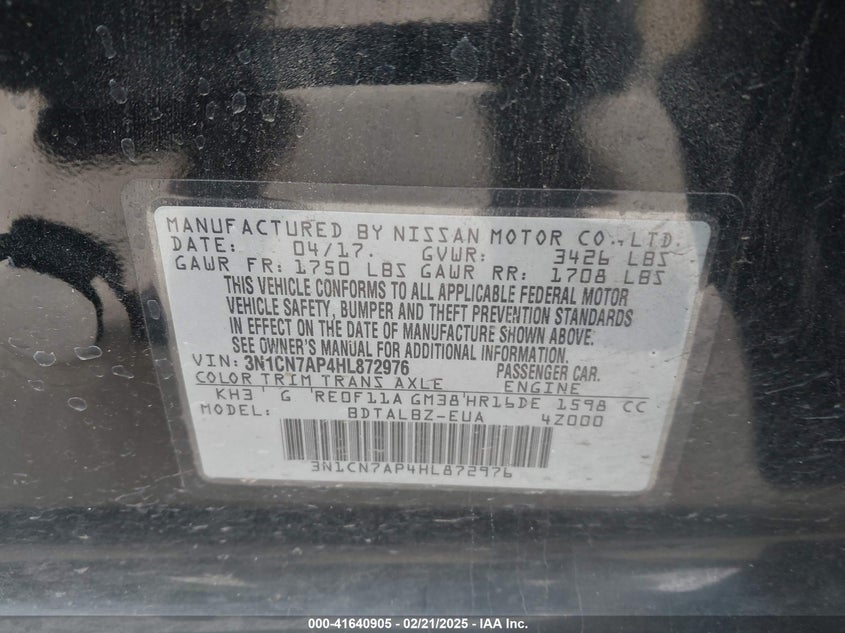 MANUFACTURED BY NISSAN MOTOR CO., LTD.
DATE: 04/17. GVWR: 3426 LBS
GAWR FR: 1750 LBS GAWR RR: 1708 LBS
THIS VEHICLE CONFORMS TO ALL APPLICABLE FEDERAL MOTOR
VEHICLE SAFETY, BUMPER AND THEFT PREVENTION STANDARDS
IN EFFECT ON THE DATE OF MANUFACTURE SHOWN ABOVE.
SEE OWNER'S MANUAL FOR ADDITIONAL INFORMATION.
VIN: 3N1CN7AP4HL872976 PASSENGER CAR.
COLOR TRIM TRANS AXLE ENGINE
KH3' G 'RE0F11A GM38'HR16DE 1598 CC
MODEL: BDTALBZ-EUA 4Z000
3N1CN7AP4HL872976
000-41640905 - 02/21/2025 - IAA Inc.